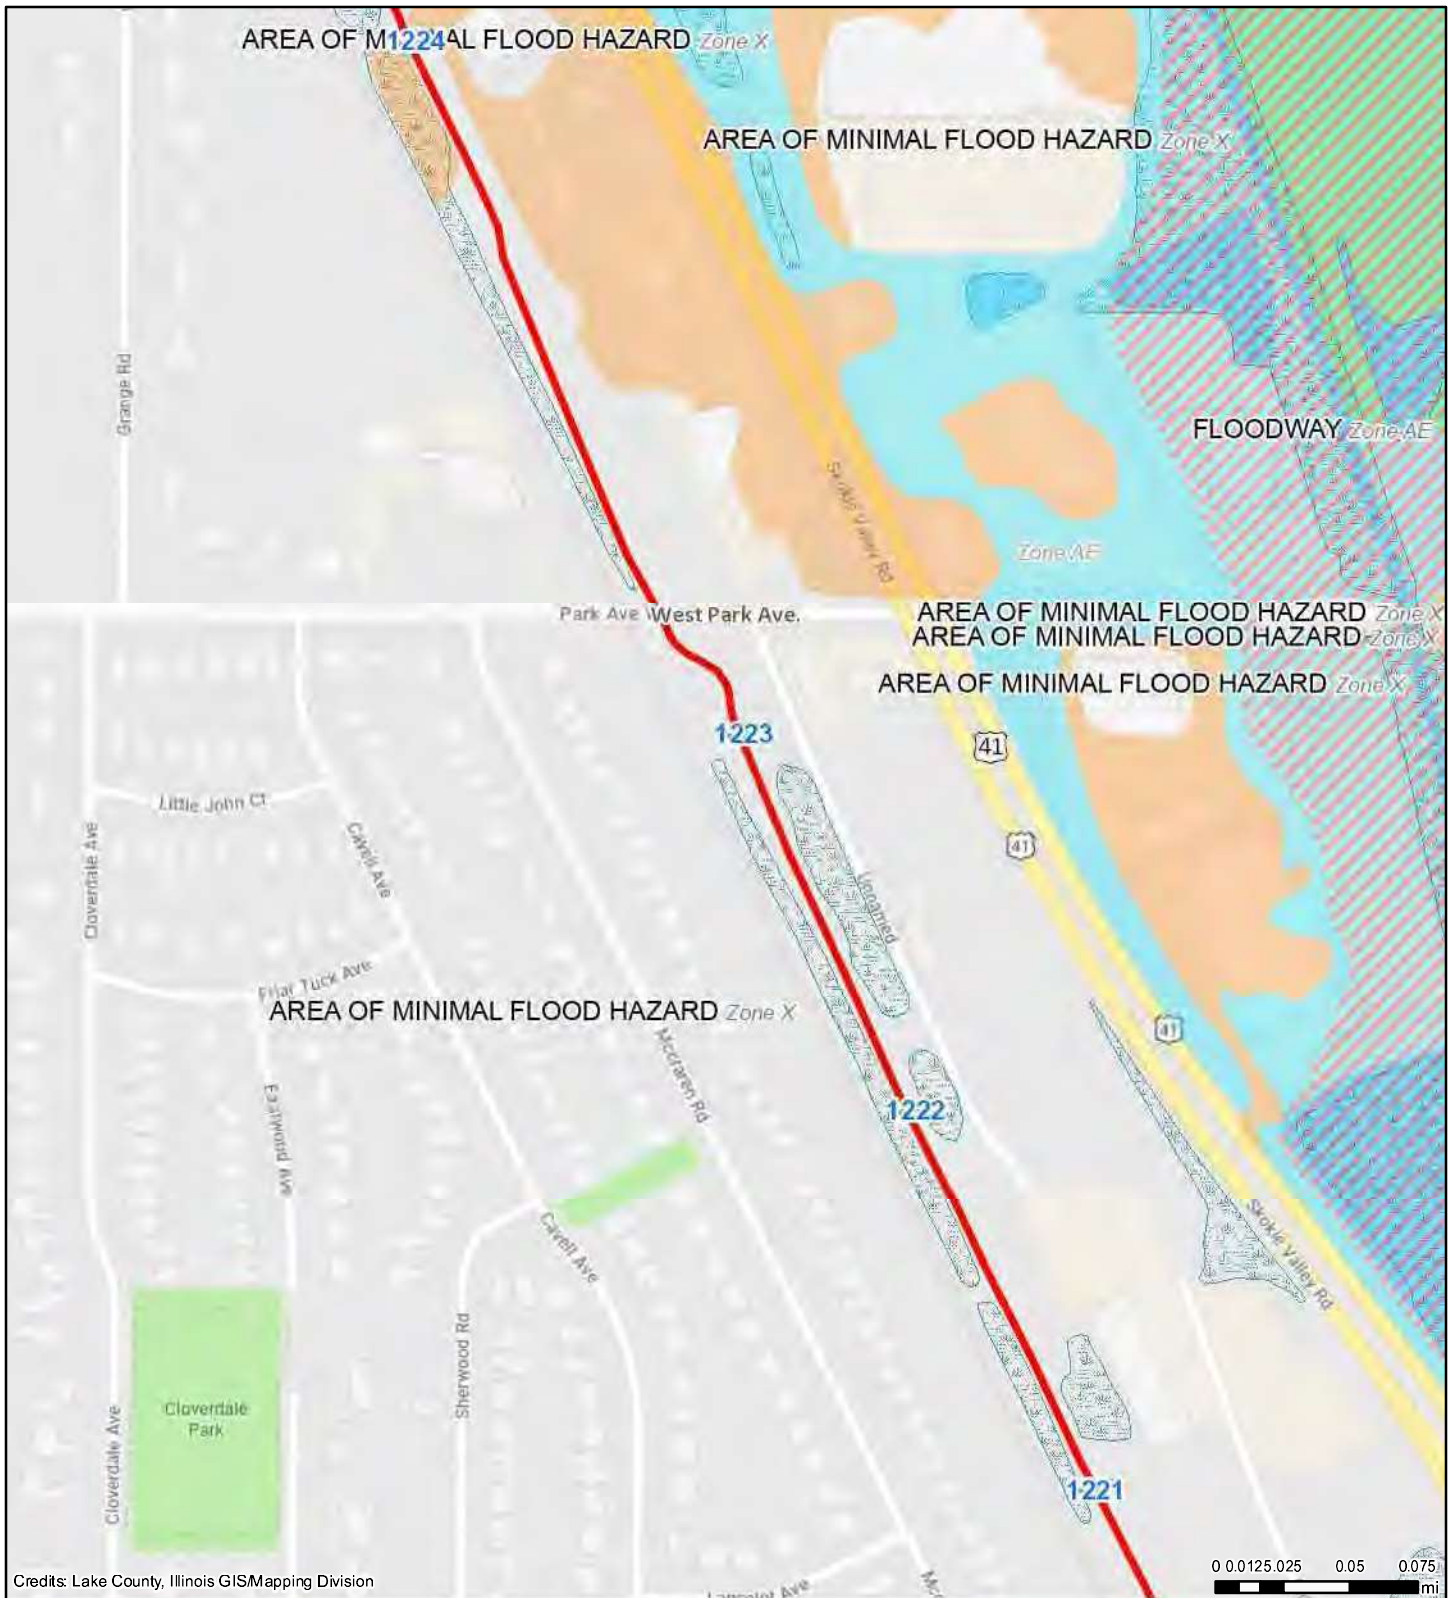 AREA OF M1224AL FLOOD HAZARD Zone X
AREA OF MINIMAL FLOOD HAZARD Zone X
Grange Rd
FLOODWAY Zone AE
Skokie Valley Rd
Zone AE
Park Ave West Park Ave.
AREA OF MINIMAL FLOOD HAZARD Zone X
AREA OF MINIMAL FLOOD HAZARD Zone X
AREA OF MINIMAL FLOOD HAZARD Zone X
1223
41
Little John Ct
Cavell Ave
Cloverdale Ave
41
Unnamed
Friar Tuck Ave
AREA OF MINIMAL FLOOD HAZARD Zone X
41
Mccraren Rd
1222
Eastwood Ave
Cavell Ave
Skokie Valley Rd
Sherwood Rd
Cloverdale
Park
Cloverdale Ave
1221
Lancelot Ave
Mcc
Credits: Lake County, Illinois GIS/Mapping Division
0 0.0125.025 0.05 0.075
mi